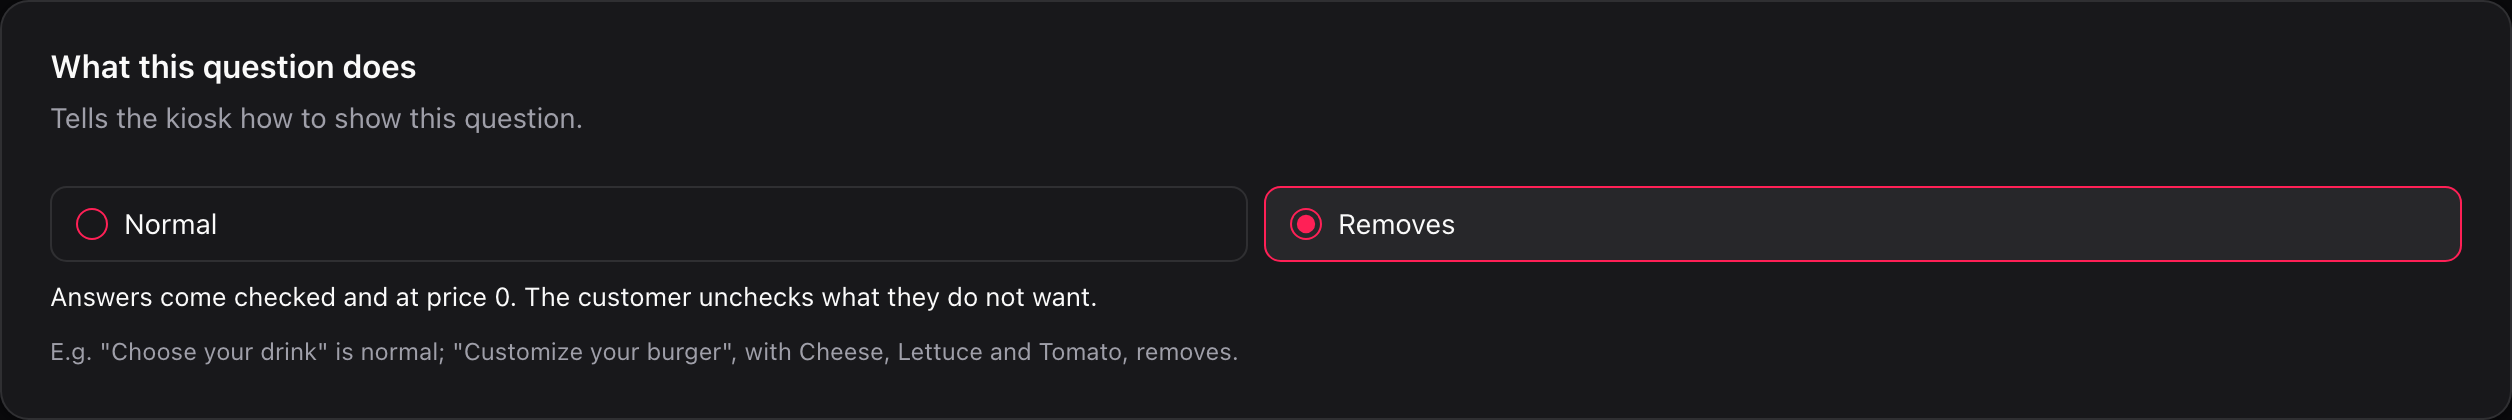 What this question does
Tells the kiosk how to show this question.
Normal
Removes
Answers come checked and at price 0. The customer unchecks what they do not want.
E.g. "Choose your drink" is normal; "Customize your burger", with Cheese, Lettuce and Tomato, removes.